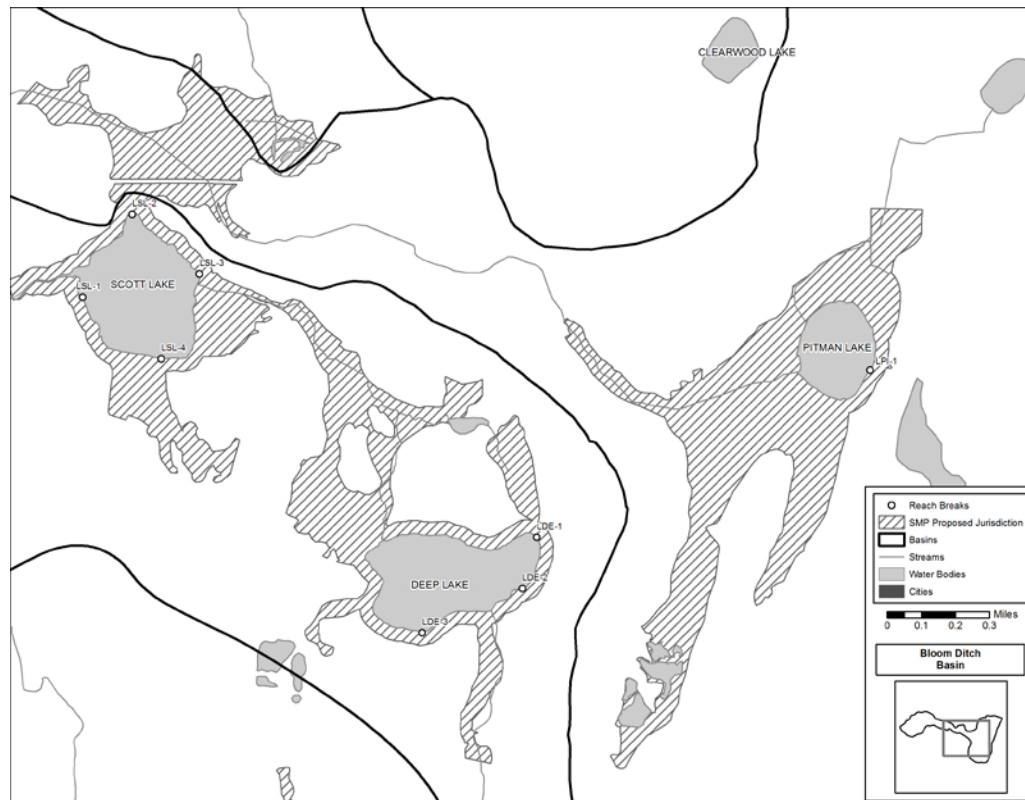 CLEARWOOD LAKE
LSL-2
LSL-3
SCOTT LAKE
LSL-1
LSL-4
PITMAN LAKE
LPI-1
LDE-1
DEEP LAKE
LDE-2
LDE-3
Reach Breaks
SMP Proposed Jurisdiction
Basins
Streams
Water Bodies
Cities
Miles
0 0.1 0.2 0.3
Bloom Ditch
Basin